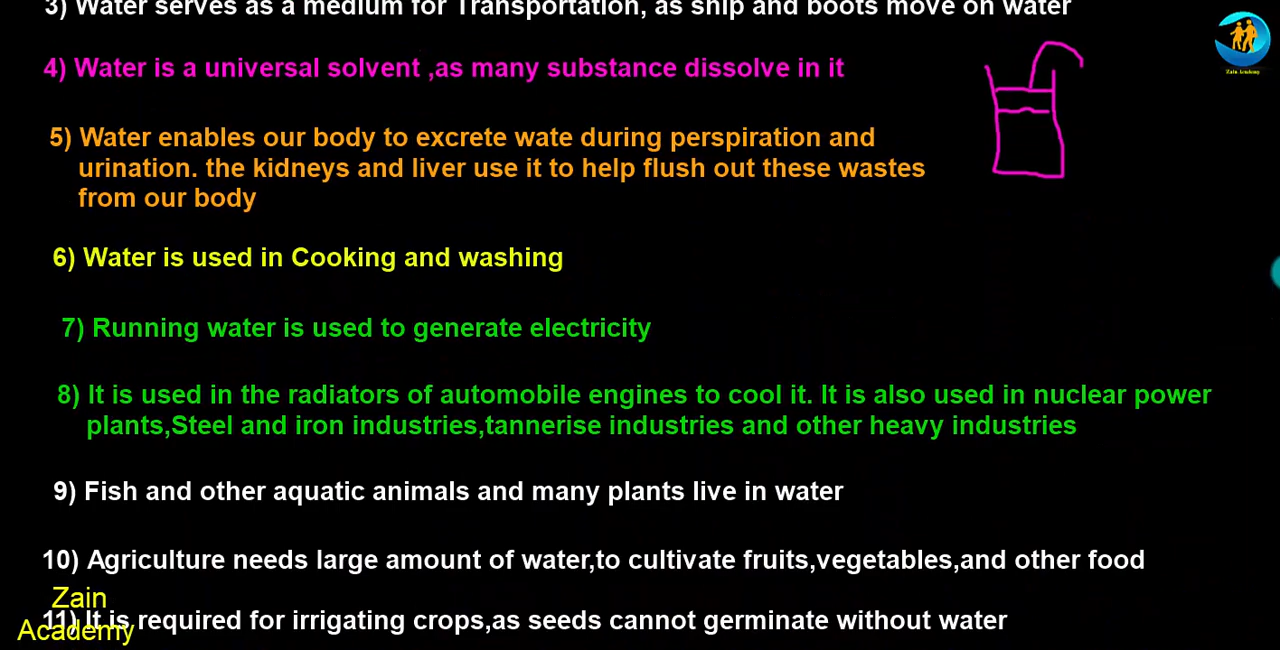 3) Water serves as a medium for Transportation, as ship and boots move on water
Zain Academy
4) Water is a universal solvent ,as many substance dissolve in it
5) Water enables our body to excrete wate during perspiration and
urination. the kidneys and liver use it to help flush out these wastes
from our body
6) Water is used in Cooking and washing
7) Running water is used to generate electricity
8) It is used in the radiators of automobile engines to cool it. It is also used in nuclear power
plants,Steel and iron industries,tannerise industries and other heavy industries
9) Fish and other aquatic animals and many plants live in water
10) Agriculture needs large amount of water,to cultivate fruits,vegetables,and other food
Zain
11) It is required for irrigating crops,as seeds cannot germinate without water
Academy